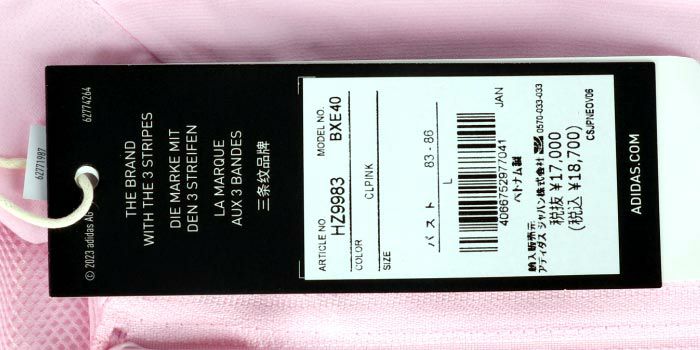 62774264
62771987
© 2023 adidas AG
THE BRAND
WITH THE 3 STRIPES
DIE MARKE MIT
DEN 3 STREIFEN
LA MARQUE
AUX 3 BANDES
三条纹品牌
ARTICLE NO.
HZ9983
MODEL NO.
BXE40
COLOR
CLPINK
SIZE
バスト 83-86
L
JAN
4066752977041
ベトナム製
納入販売元
アディダス ジャパン株式会社
0570-033-033
税抜 ¥17,000
(税込 ¥18,700)
CSJPNEOV06
ADIDAS.COM